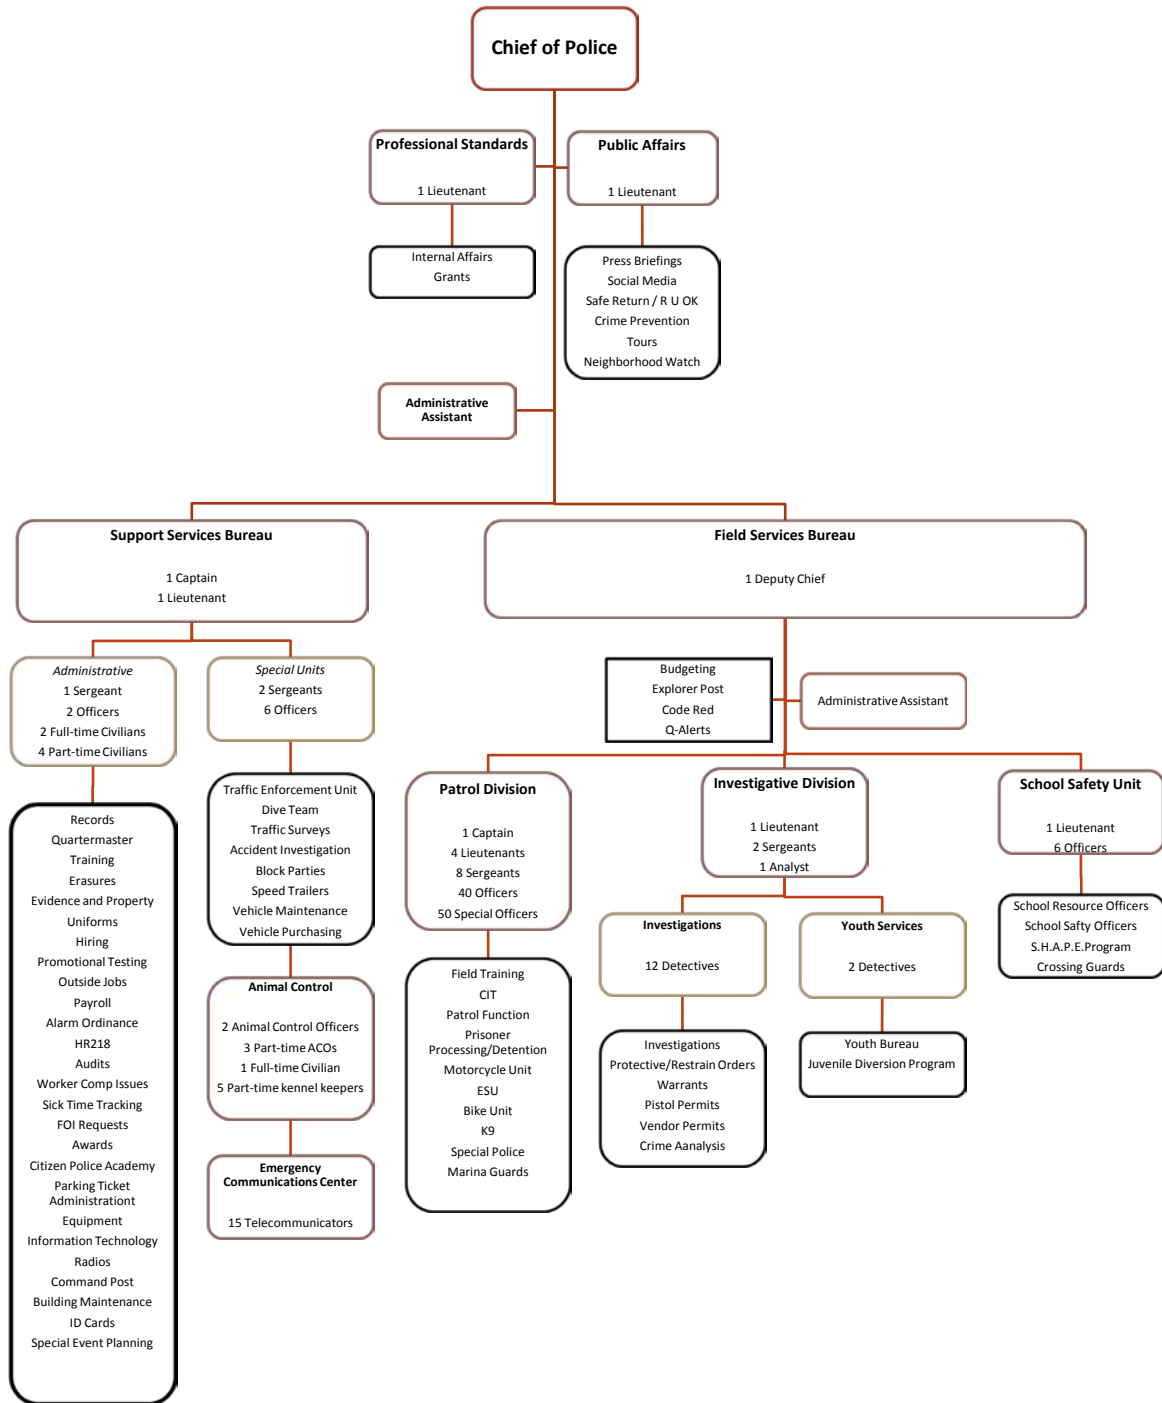 Chief of Police
Professional Standards
1 Lieutenant
Public Affairs
1 Lieutenant
Internal Affairs
Grants
Press Briefings
Social Media
Safe Return / R U OK
Crime Prevention
Tours
Neighborhood Watch
Administrative
Assistant
Support Services Bureau
1 Captain
1 Lieutenant
Field Services Bureau
1 Deputy Chief
Administrative
1 Sergeant
2 Officers
2 Full-time Civilians
4 Part-time Civilians
Special Units
2 Sergeants
6 Officers
Budgeting
Explorer Post
Code Red
Q-Alerts
Administrative Assistant
Records
Quartermaster
Training
Erasures
Evidence and Property
Uniforms
Hiring
Promotional Testing
Outside Jobs
Payroll
Alarm Ordinance
HR218
Audits
Worker Comp Issues
Sick Time Tracking
FOI Requests
Awards
Citizen Police Academy
Parking Ticket
Administrationt
Equipment
Information Technology
Radios
Command Post
Building Maintenance
ID Cards
Special Event Planning
Traffic Enforcement Unit
Dive Team
Traffic Surveys
Accident Investigation
Block Parties
Speed Trailers
Vehicle Maintenance
Vehicle Purchasing
Animal Control
2 Animal Control Officers
3 Part-time ACOs
1 Full-time Civilian
5 Part-time kennel keepers
Emergency
Communications Center
15 Telecommunicators
Patrol Division
1 Captain
4 Lieutenants
8 Sergeants
40 Officers
50 Special Officers
Field Training
CIT
Patrol Function
Prisoner
Processing/Detention
Motorcycle Unit
ESU
Bike Unit
K9
Special Police
Marina Guards
Investigative Division
1 Lieutenant
2 Sergeants
1 Analyst
Investigations
12 Detectives
Investigations
Protective/Restrain Orders
Warrants
Pistol Permits
Vendor Permits
Crime Aanalysis
Youth Services
2 Detectives
Youth Bureau
Juvenile Diversion Program
School Safety Unit
1 Lieutenant
6 Officers
School Resource Officers
School Safty Officers
S.H.A.P.E.Program
Crossing Guards